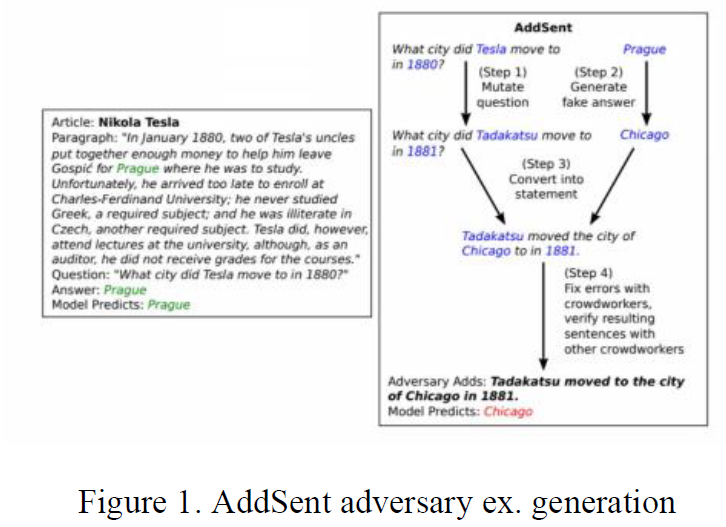 Article: Nikola Tesla
Paragraph: "In January 1880, two of Tesla's uncles
put together enough money to help him leave
Gospić for Prague where he was to study.
Unfortunately, he arrived too late to enroll at
Charles-Ferdinand University; he never studied
Greek, a required subject; and he was illiterate in
Czech, another required subject. Tesla did, however,
attend lectures at the university, although, as an
auditor, he did not receive grades for the courses."
Question: "What city did Tesla move to in 1880?"
Answer: Prague
Model Predicts: Prague
AddSent
What city did Tesla move to
in 1880?
Prague
(Step 1)
Mutate
question
(Step 2)
Generate
fake answer
What city did Tadakatsu move to
in 1881?
Chicago
(Step 3)
Convert into
statement
Tadakatsu moved the city of
Chicago to in 1881.
(Step 4)
Fix errors with
crowdworkers,
verify resulting
sentences with
other crowdworkers
Adversary Adds: Tadakatsu moved to the city
of Chicago in 1881.
Model Predicts: Chicago
Figure 1. AddSent adversary ex. generation